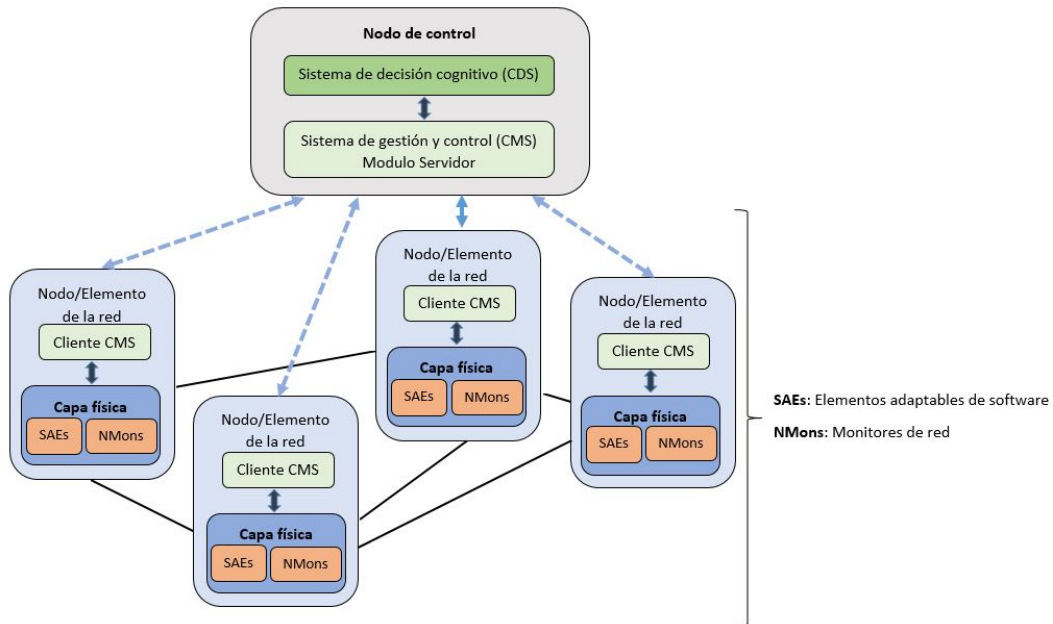 Nodo de control
Sistema de decisión cognitivo (CDS)
Sistema de gestión y control (CMS)
Modulo Servidor
Nodo/Elemento
de la red
Cliente CMS
Capa física
SAEs
NMons
Nodo/Elemento
de la red
Cliente CMS
Capa física
SAEs
NMons
Nodo/Elemento
de la red
Cliente CMS
Capa física
SAEs
NMons
Nodo/Elemento
de la red
Cliente CMS
Capa física
SAEs
NMons
SAEs: Elementos adaptables de software
NMons: Monitores de red